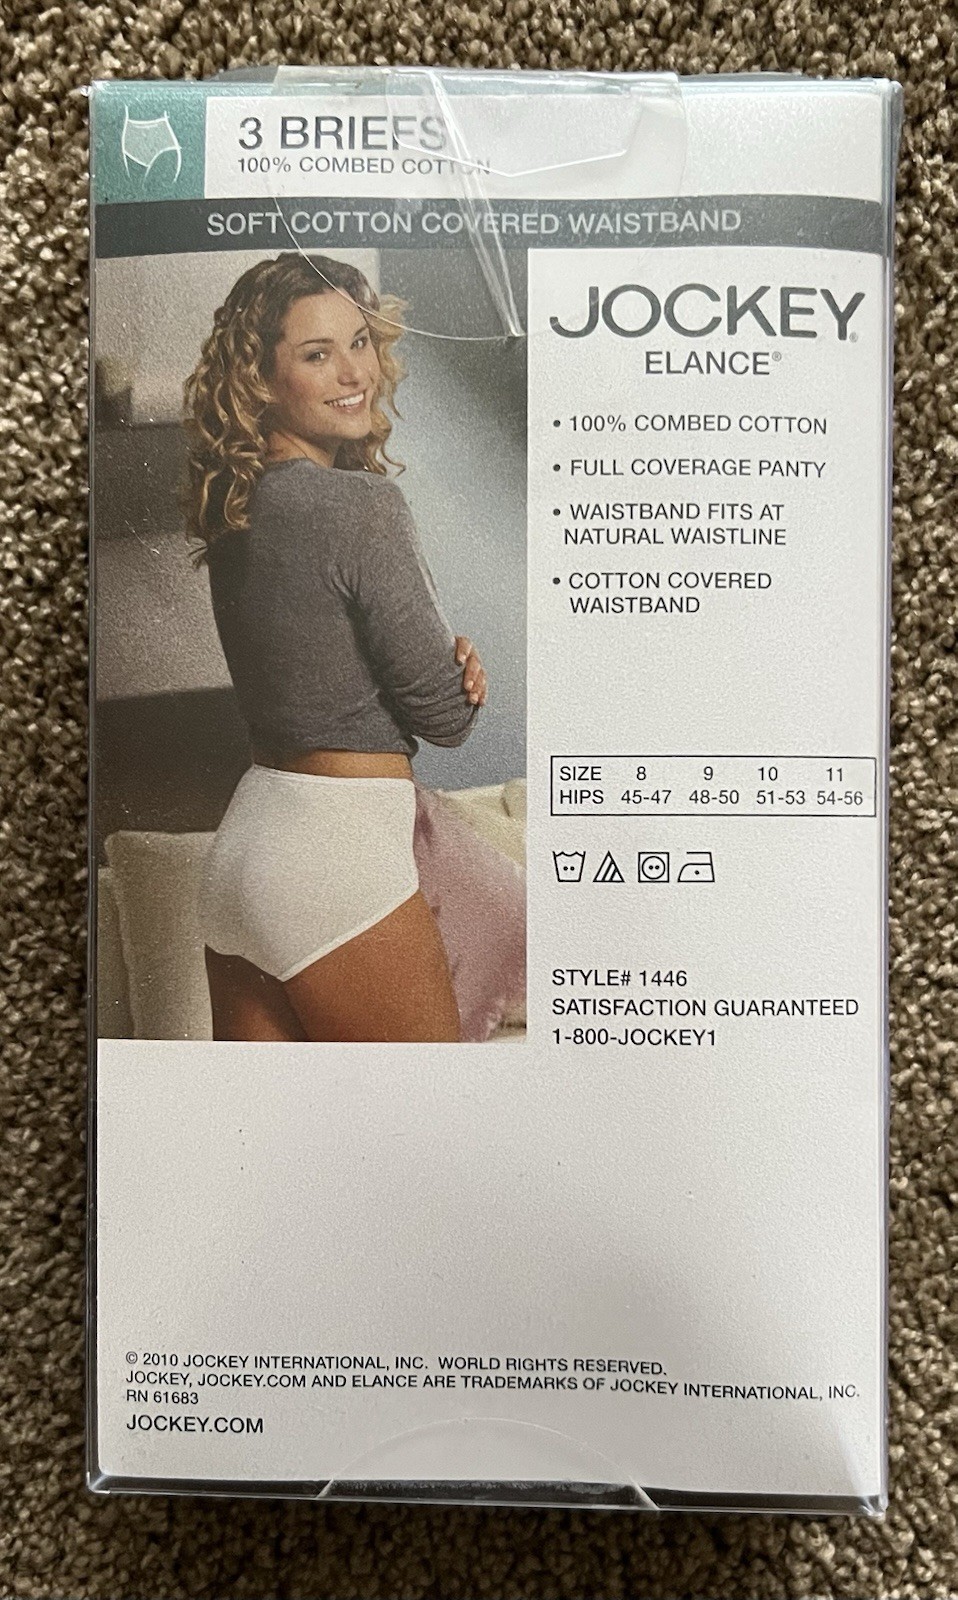 3 BRIEFS
100% COMBED COTTON
SOFT COTTON COVERED WAISTBAND
JOCKEY®
ELANCE®
• 100% COMBED COTTON
• FULL COVERAGE PANTY
• WAISTBAND FITS AT
NATURAL WAISTLINE
• COTTON COVERED
WAISTBAND
SIZE 8 9 10 11
HIPS 45-47 48-50 51-53 54-56
STYLE# 1446
SATISFACTION GUARANTEED
1-800-JOCKEY1
© 2010 JOCKEY INTERNATIONAL, INC. WORLD RIGHTS RESERVED.
JOCKEY, JOCKEY.COM AND ELANCE ARE TRADEMARKS OF JOCKEY INTERNATIONAL, INC.
RN 61683
JOCKEY.COM